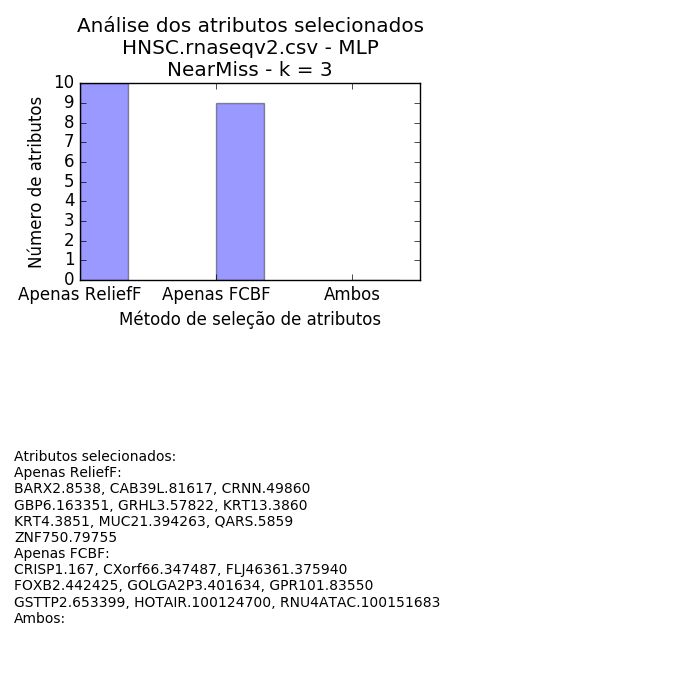 Análise dos atributos selecionados
HNSC.rnaseqv2.csv - MLP
NearMiss - k = 3
10
9
8
7
6
5
4
3
2
1
0
Número de atributos
Apenas ReliefF Apenas FCBF Ambos
Método de seleção de atributos
Atributos selecionados:
Apenas ReliefF:
BARX2.8538, CAB39L.81617, CRNN.49860
GBP6.163351, GRHL3.57822, KRT13.3860
KRT4.3851, MUC21.394263, QARS.5859
ZNF750.79755
Apenas FCBF:
CRISP1.167, CXorf66.347487, FLJ46361.375940
FOXB2.442425, GOLGA2P3.401634, GPR101.83550
GSTTP2.653399, HOTAIR.100124700, RNU4ATAC.100151683
Ambos: